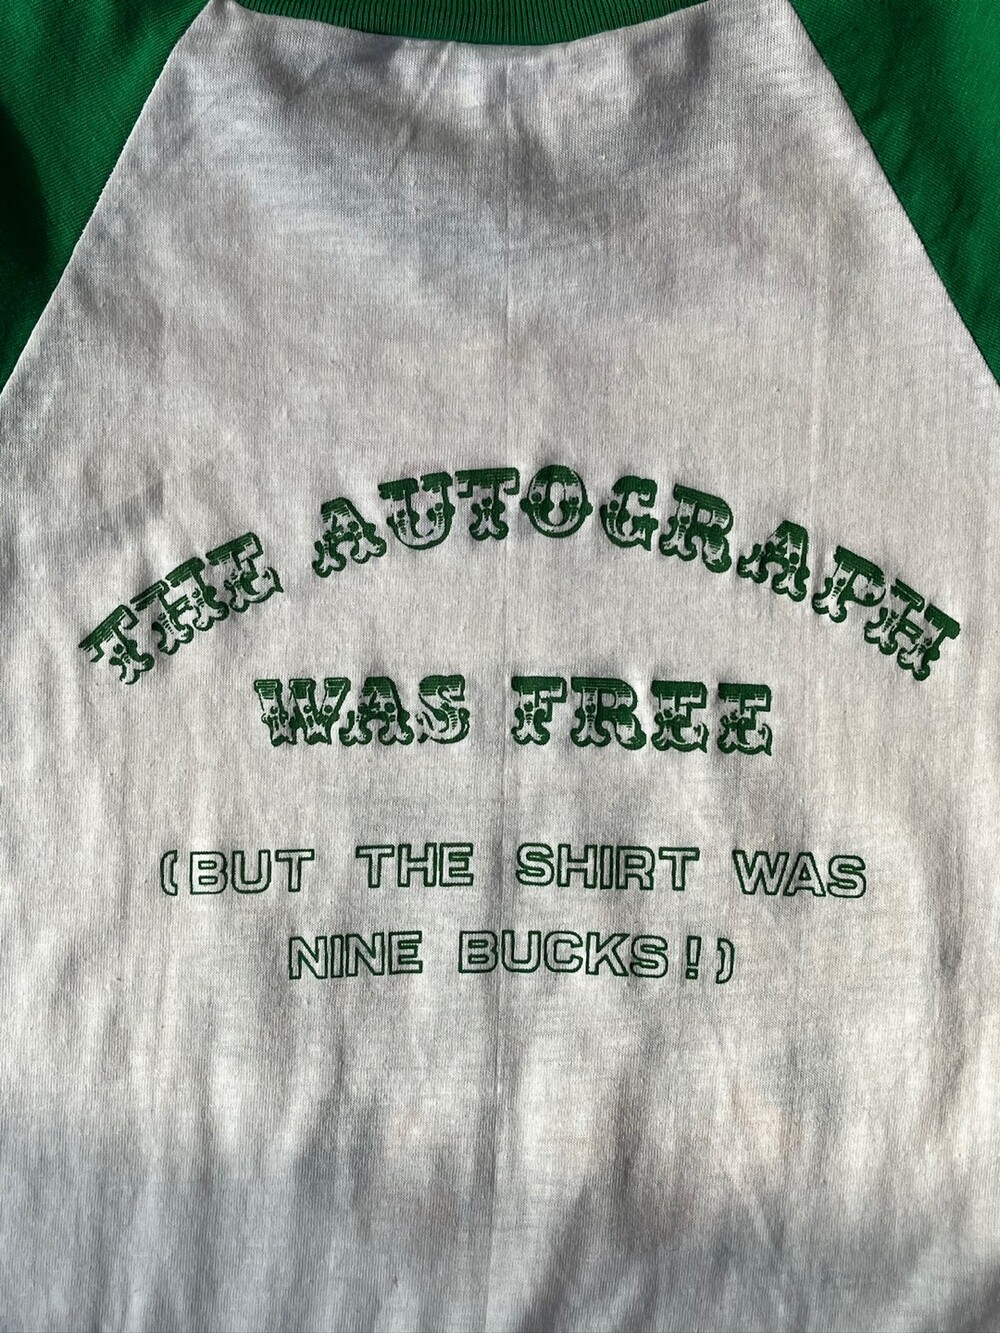 THE AUTOGRAPH
WAS FREE
(BUT THE SHIRT WAS
NINE BUCKS!)